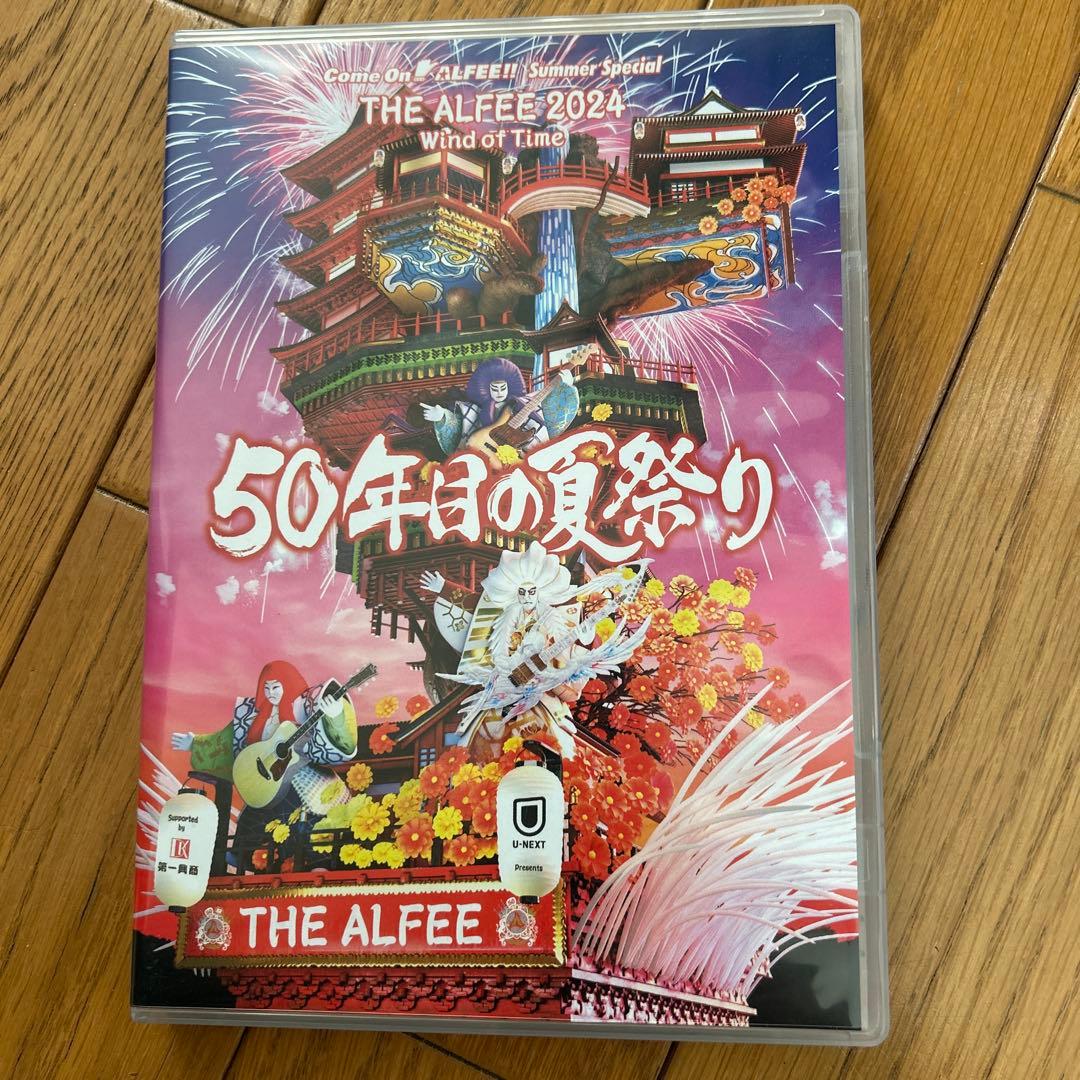 Come On! ALFEE!! Summer Special
THE ALFEE 2024
Wind of Time
50年目の夏祭り
Supported
by
DK
第一興商
U-NEXT
Presents
THE ALFEE